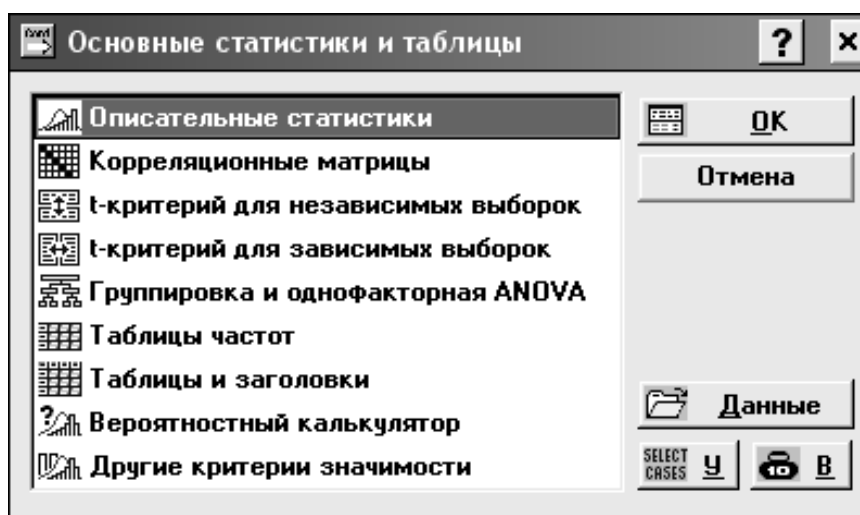 Основные статистики и таблицы ? ×
Описательные статистики
Корреляционные матрицы
t-критерий для независимых выборок
t-критерий для зависимых выборок
Группировка и однофакторная ANOVA
Таблицы частот
Таблицы и заголовки
Вероятностный калькулятор
Другие критерии значимости
OK
Отмена
Данные
SELECT CASES У
В